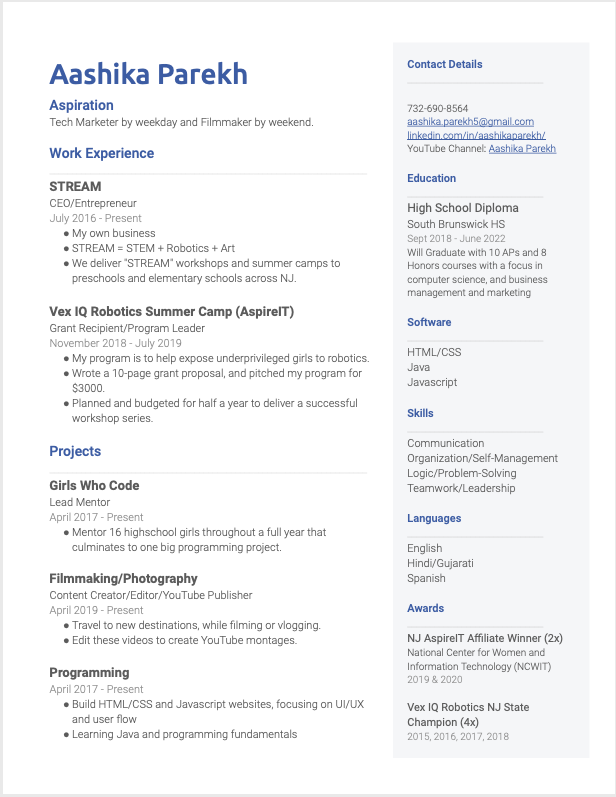 Aashika Parekh
Aspiration
Tech Marketer by weekday and Filmmaker by weekend.
Work Experience
STREAM
CEO/Entrepreneur
July 2016 - Present
● My own business
● STREAM = STEM + Robotics + Art
● We deliver "STREAM" workshops and summer camps to
preschools and elementary schools across NJ.
Vex IQ Robotics Summer Camp (AspireIT)
Grant Recipient/Program Leader
November 2018 - July 2019
● My program is to help expose underprivileged girls to robotics.
● Wrote a 10-page grant proposal, and pitched my program for
$3000.
● Planned and budgeted for half a year to deliver a successful
workshop series.
Projects
Girls Who Code
Lead Mentor
April 2017 - Present
● Mentor 16 highschool girls throughout a full year that
culminates to one big programming project.
Filmmaking/Photography
Content Creator/Editor/YouTube Publisher
April 2019 - Present
● Travel to new destinations, while filming or vlogging.
● Edit these videos to create YouTube montages.
Programming
April 2017 - Present
● Build HTML/CSS and Javascript websites, focusing on UI/UX
and user flow
● Learning Java and programming fundamentals
Contact Details
732-690-8564
aashika.parekh5@gmail.com
linkedin.com/in/aashikaparekh/
YouTube Channel: Aashika Parekh
Education
High School Diploma
South Brunswick HS
Sept 2018 - June 2022
Will Graduate with 10 APs and 8
Honors courses with a focus in
computer science, and business
management and marketing
Software
HTML/CSS
Java
Javascript
Skills
Communication
Organization/Self-Management
Logic/Problem-Solving
Teamwork/Leadership
Languages
English
Hindi/Gujarati
Spanish
Awards
NJ AspireIT Affiliate Winner (2x)
National Center for Women and
Information Technology (NCWIT)
2019 & 2020
Vex IQ Robotics NJ State
Champion (4x)
2015, 2016, 2017, 2018